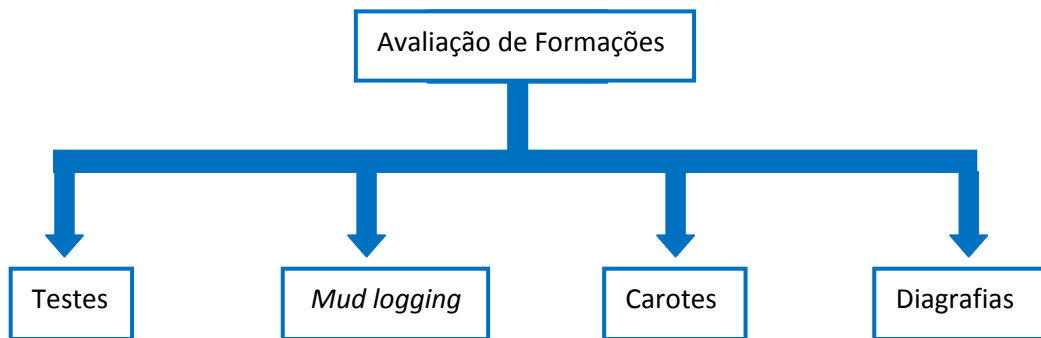 Avaliação de Formações
Testes
Mud logging
Carotes
Diagrafias